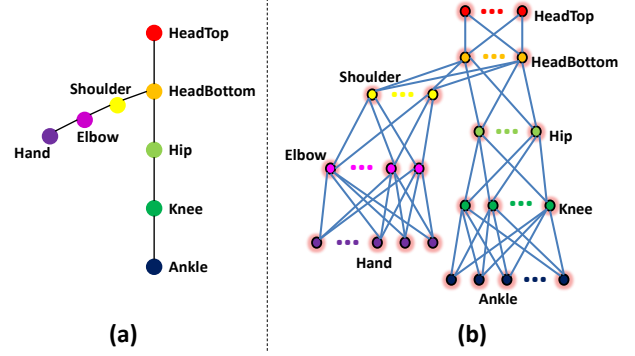 HeadTop
HeadBottom
Shoulder
Elbow
Hand
Hip
Knee
Ankle
(a)
HeadTop
HeadBottom
Shoulder
Hip
Elbow
Knee
Hand
Ankle
(b)